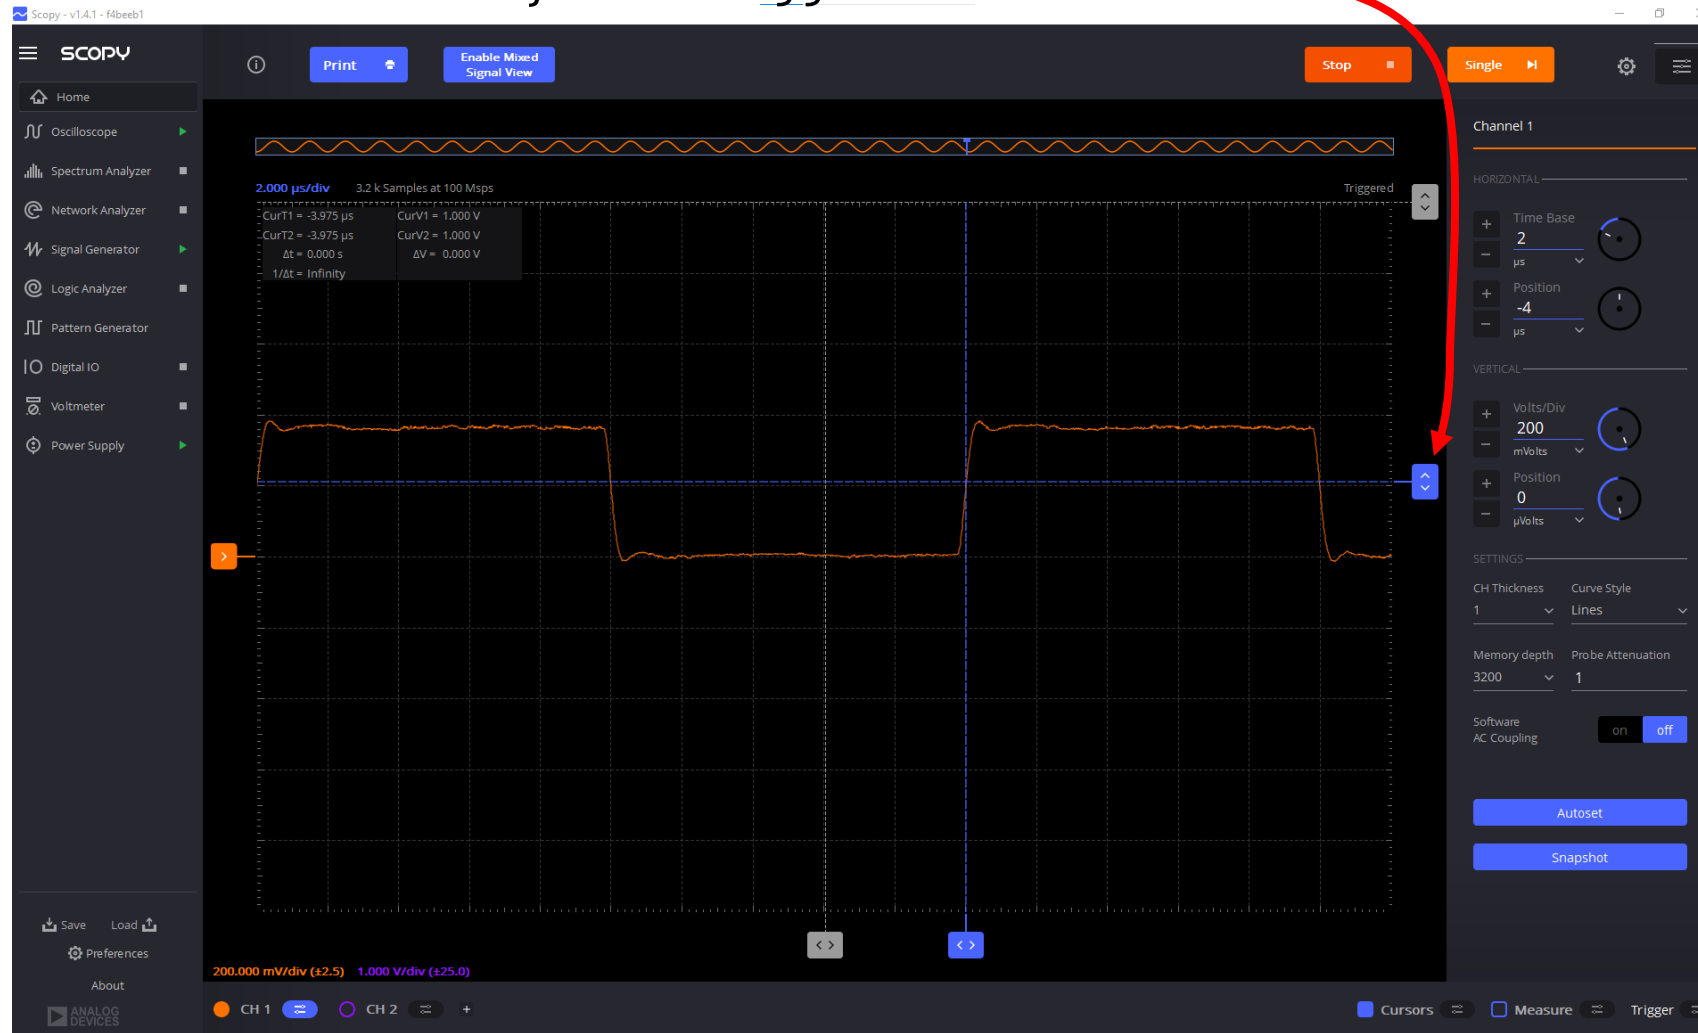 Scopy - v1.4.1 - f4beeb1
SCOPY
Print
Enable Mixed
Signal View
Stop
Single
Home
Oscilloscope
Spectrum Analyzer
Network Analyzer
Signal Generator
Logic Analyzer
Pattern Generator
Digital IO
Voltmeter
Power Supply
Save Load
Preferences
About
ANALOG
DEVICES
2.000 µs/div 3.2 k Samples at 100 Msps Triggered
CurT1 = -3.975 µs CurV1 = 1.000 V
CurT2 = -3.975 µs CurV2 = 1.000 V
Δt = 0.000 s ΔV = 0.000 V
1/Δt = Infinity
200.000 mV/div (±2.5) 1.000 V/div (±25.0)
CH 1 CH 2 +
Cursors Measure Trigger
Channel 1
HORIZONTAL
Time Base
2
µs
Position
-4
µs
VERTICAL
Volts/Div
200
mVolts
Position
0
µVolts
SETTINGS
CH Thickness Curve Style
1 Lines
Memory depth Probe Attenuation
3200 1
Software
AC Coupling
on off
Autoset
Snapshot